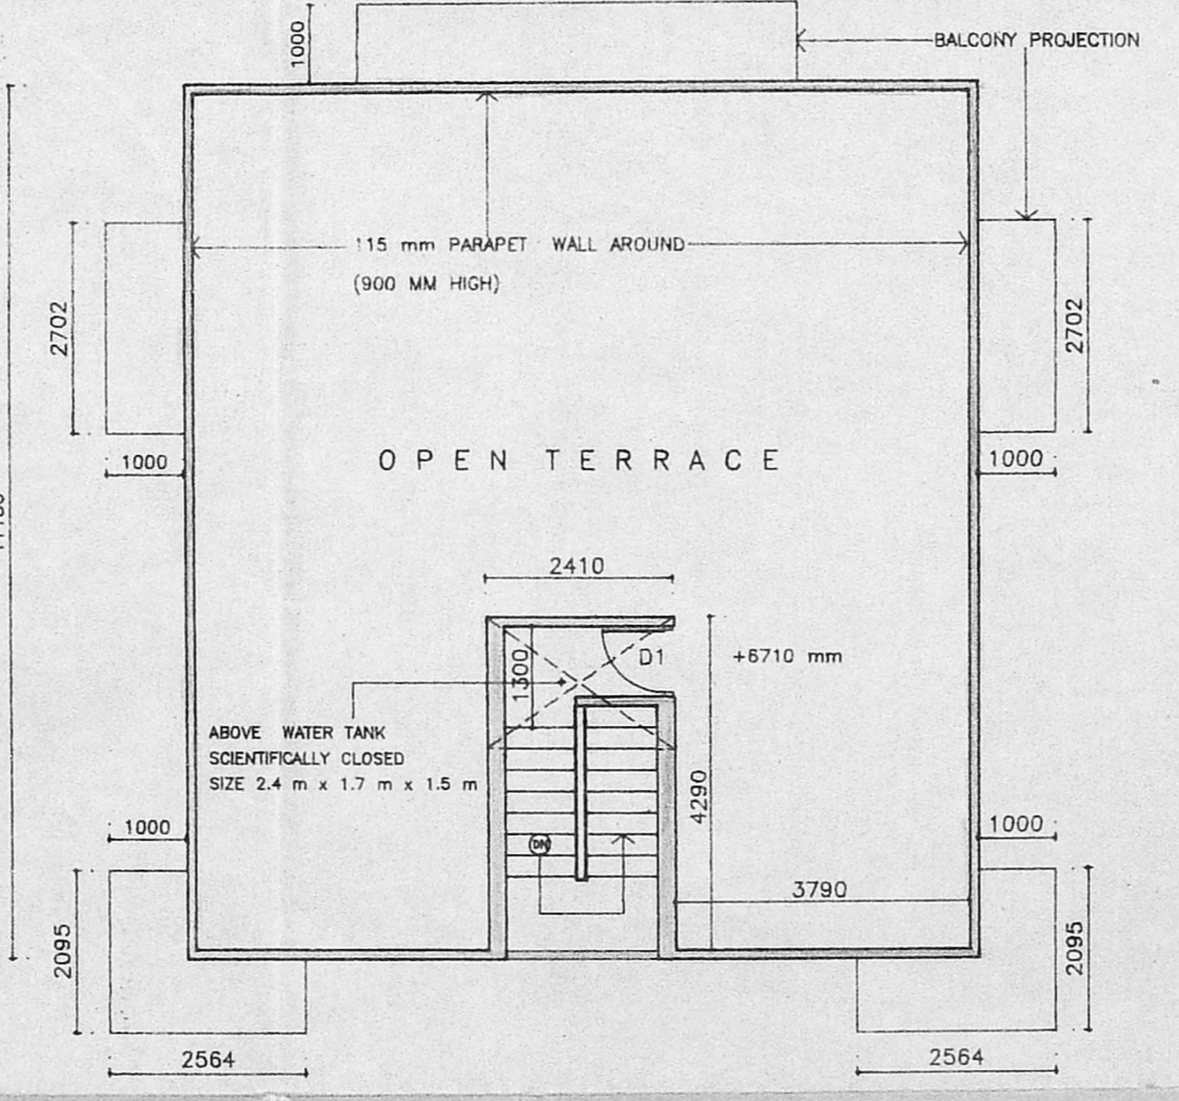 1000
BALCONY PROJECTION
115 mm PARAPET WALL AROUND
(900 MM HIGH)
2702
2702
1000
1000
OPEN TERRACE
2410
1300
D1
+6710 mm
ABOVE WATER TANK
SCIENTIFICALLY CLOSED
SIZE 2.4 m x 1.7 m x 1.5 m
4290
1000
1000
DN
3790
2095
2095
2564
2564